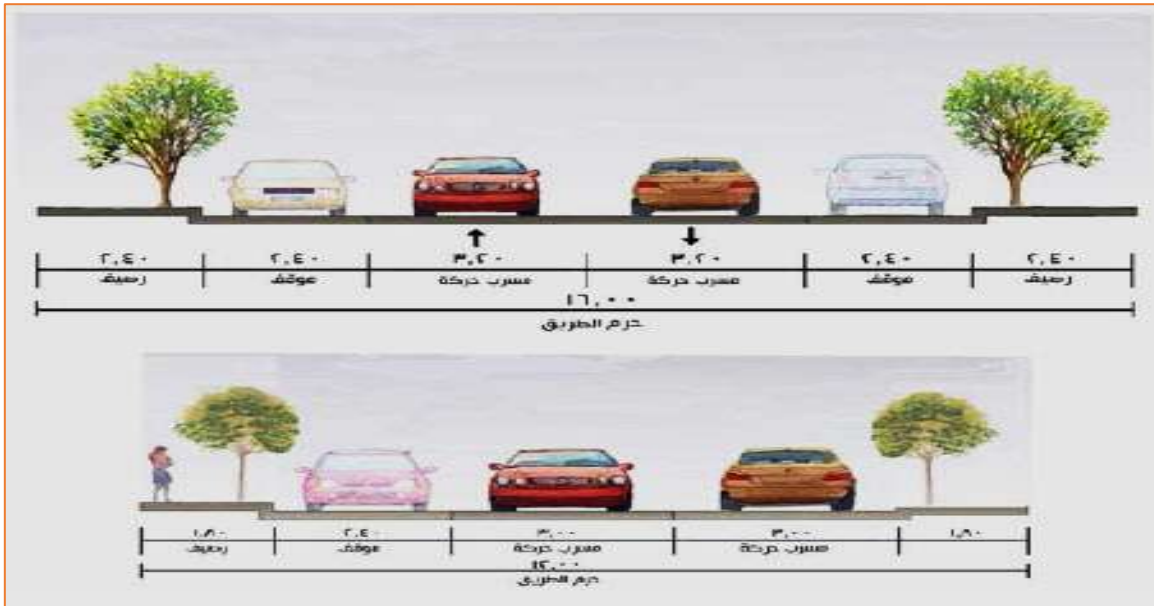 ٢,٤٠ ٢,٤٠ ٣,٢٠ ٣,٢٠ ٢,٤٠ ٢,٤٠
رصيف موقف مسرب حركة مسرب حركة موقف رصيف
١٦,٠٠
حرم الطريق
١,٨٠ ٢,٤٠ ٣,٠٠ ٣,٠٠ ١,٨٠
رصيف موقف مسرب حركة مسرب حركة
١٢,٠٠
حرم الطريق